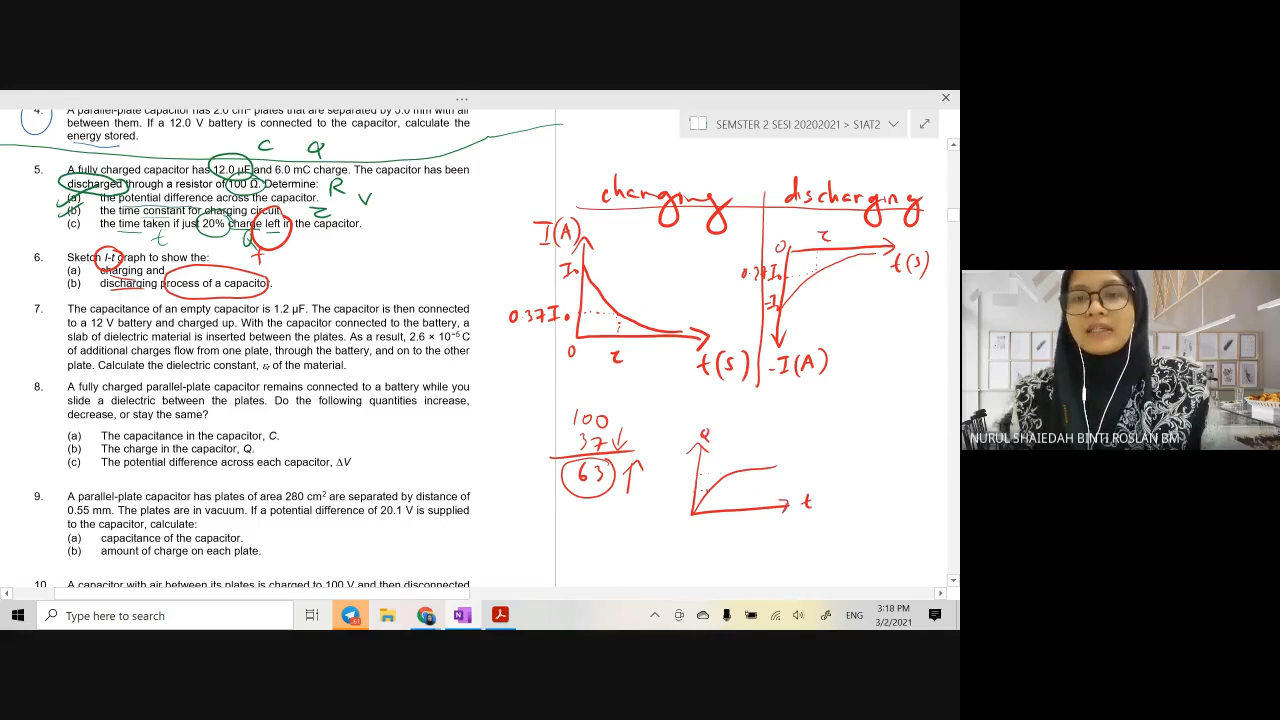 4. A parallel-plate capacitor has 2.0 cm² plates that are separated by 5.0 mm with air
between them. If a 12.0 V battery is connected to the capacitor, calculate the
energy stored.
C Q
5. A fully charged capacitor has 12.0 μF and 6.0 mC charge. The capacitor has been
discharged through a resistor of 100 Ω. Determine: R
(a) the potential difference across the capacitor. V
(b) the time constant for charging circuit. τ
(c) the time taken if just 20% charge left in the capacitor.
t Q t
6. Sketch I-t graph to show the:
(a) charging and
(b) discharging process of a capacitor.
7. The capacitance of an empty capacitor is 1.2 μF. The capacitor is then connected
to a 12 V battery and charged up. With the capacitor connected to the battery, a
slab of dielectric material is inserted between the plates. As a result, 2.6 × 10⁻⁵ C
of additional charges flow from one plate, through the battery, and on to the other
plate. Calculate the dielectric constant, εr of the material.
8. A fully charged parallel-plate capacitor remains connected to a battery while you
slide a dielectric between the plates. Do the following quantities increase,
decrease, or stay the same?
(a) The capacitance in the capacitor, C.
(b) The charge in the capacitor, Q.
(c) The potential difference across each capacitor, ΔV
9. A parallel-plate capacitor has plates of area 280 cm² are separated by distance of
0.55 mm. The plates are in vacuum. If a potential difference of 20.1 V is supplied
to the capacitor, calculate:
(a) capacitance of the capacitor.
(b) amount of charge on each plate.
10. A capacitor with air between its plates is charged to 100 V and then disconnected
SEMSTER 2 SESI 20202021 > S1AT2
charging discharging
I(A)
I₀
0.37I₀
0 τ t(s)
0 τ t(s)
0.37I₀
-I₀
-I(A)
100
37↓
63 ↑
Q
t
NURUL SHAIEDAH BINTI ROSLAN BM
Type here to search
ENG
3:18 PM
3/2/2021